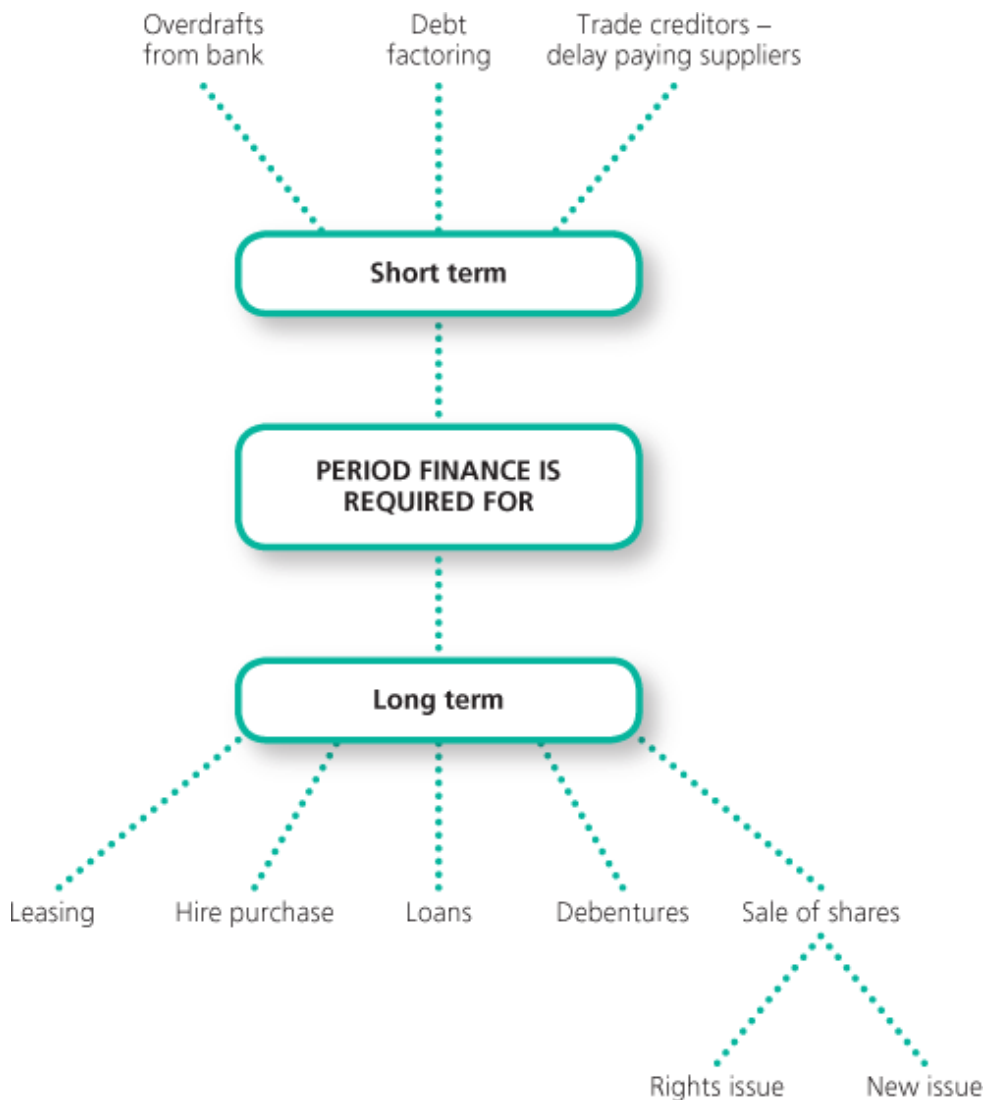 Overdrafts
from bank
Debt
factoring
Trade creditors –
delay paying suppliers
Short term
PERIOD FINANCE IS
REQUIRED FOR
Long term
Leasing
Hire purchase
Loans
Debentures
Sale of shares
Rights issue
New issue